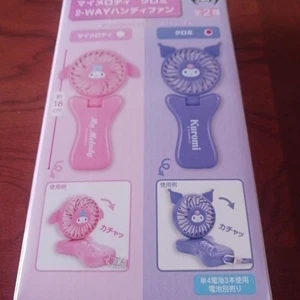 マイメロディ・クロミ
2-WAYハンディファン
全2種
マイメロディ
クロミ
約18cm
My Melody
Kuromi
使用例
カチャッ
使用例
カチャッ
単4電池3本使用
電池別売り